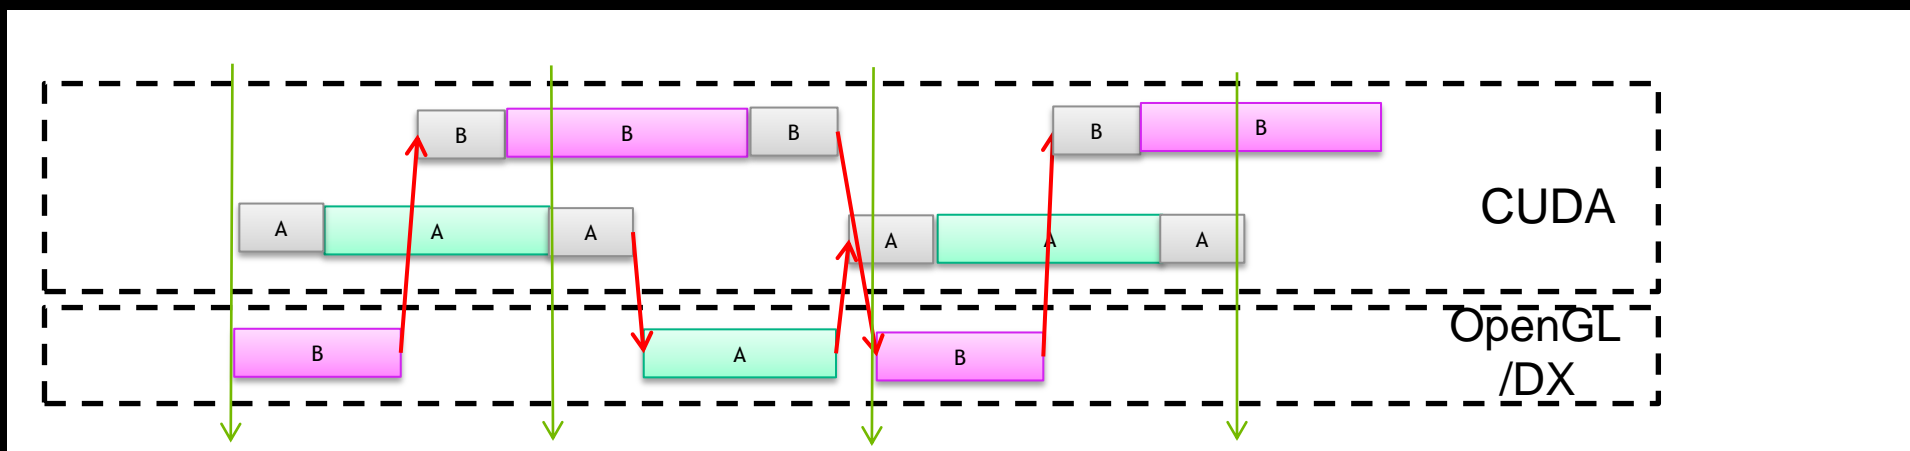 B B B B B
CUDA
A A A A A A
OpenGL
/DX
B A B